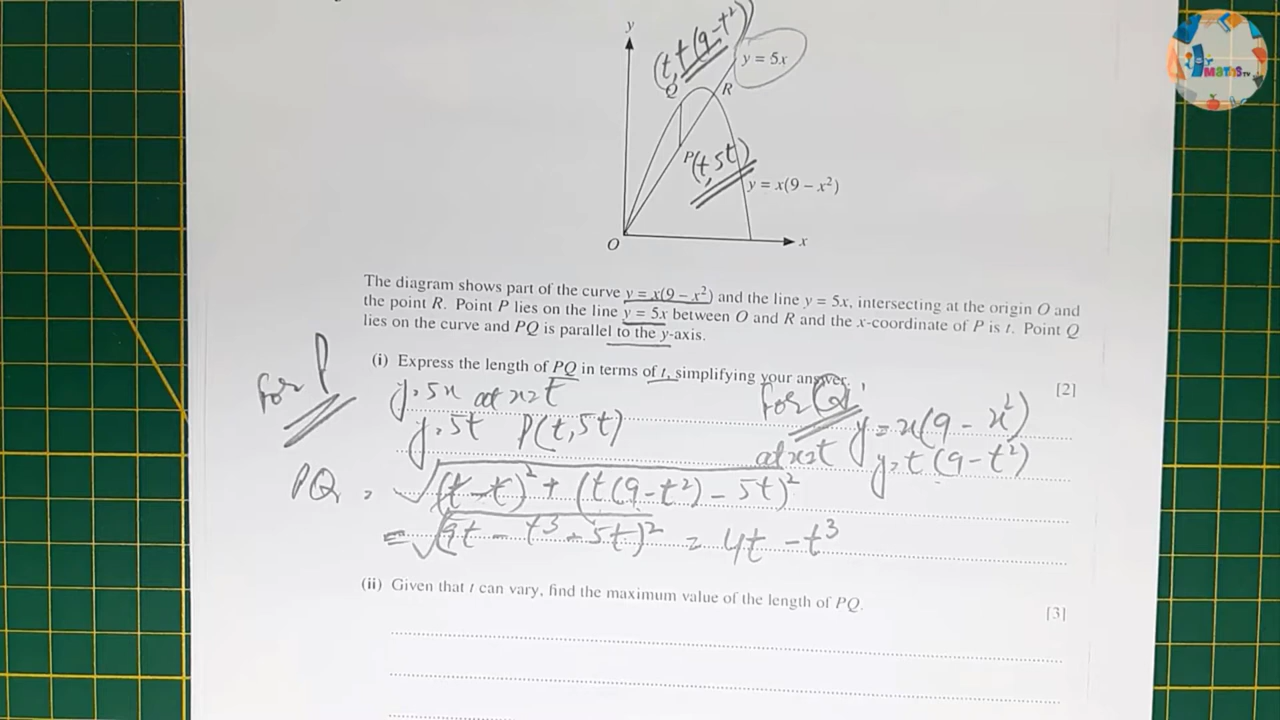 y
(t, t(9-t²))
y = 5x
Q
R
P(t, 5t)
y = x(9 − x²)
O
x
MATHS TV
The diagram shows part of the curve y = x(9 − x²) and the line y = 5x, intersecting at the origin O and
the point R. Point P lies on the line y = 5x between O and R and the x-coordinate of P is t. Point Q
lies on the curve and PQ is parallel to the y-axis.
(i) Express the length of PQ in terms of t, simplifying your answer. [2]
for P
y = 5x at x = t
y = 5t P(t, 5t)
for Q
y = x(9 - x²)
at x = t y = t(9-t²)
PQ = √(t-t)² + (t(9-t²) - 5t)²
= √(9t - t³ - 5t)² = 4t - t³
(ii) Given that t can vary, find the maximum value of the length of PQ. [3]